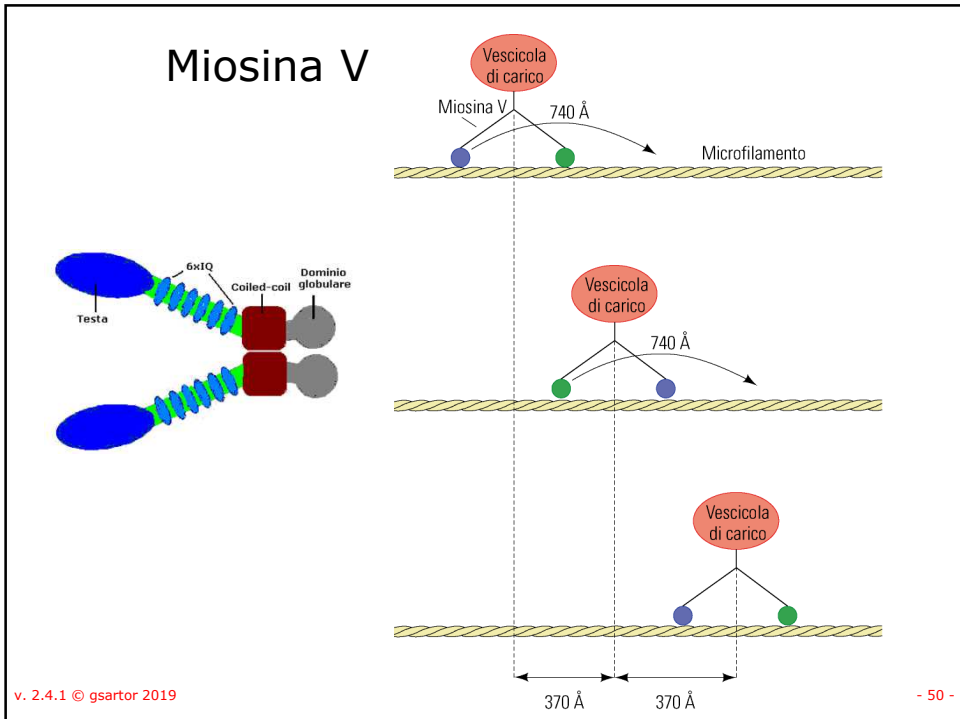 Miosina V
Vescicola
di carico
Miosina V
740 Å
Microfilamento
6xIQ
Coiled-coil
Dominio
globulare
Testa
Vescicola
di carico
740 Å
Vescicola
di carico
370 Å
370 Å
v. 2.4.1 © gsartor 2019
- 50 -